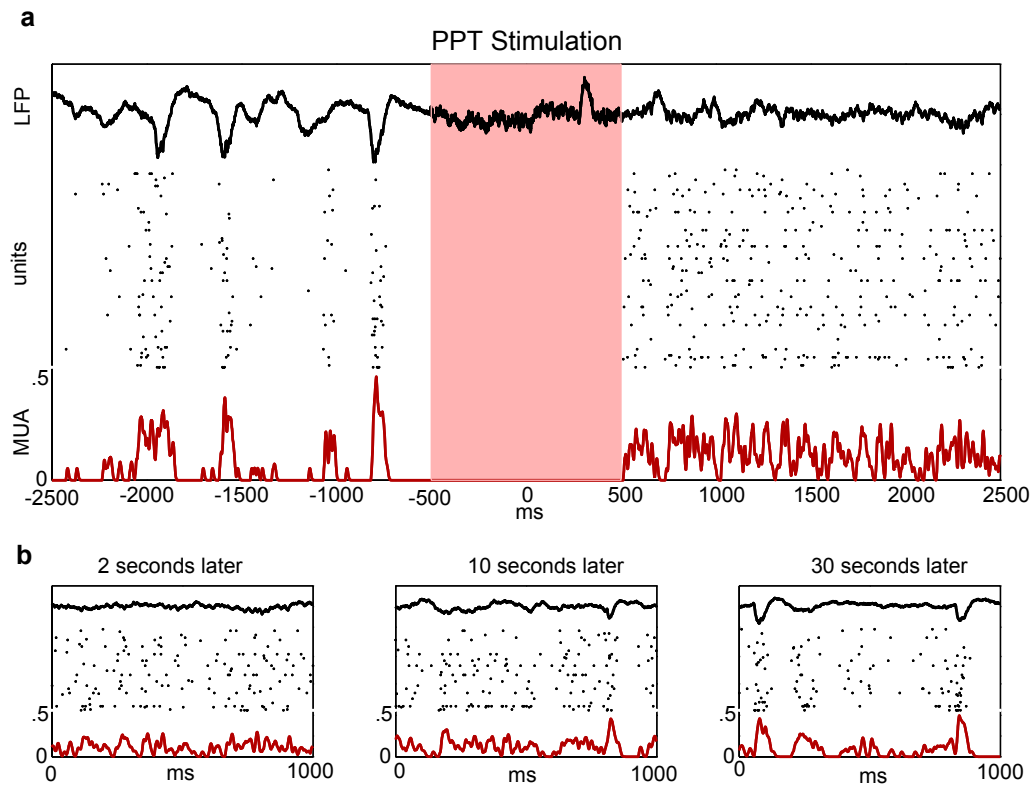 a
PPT Stimulation
LFP
units
MUA
.5
0
-2500 -2000 -1500 -1000 -500 0 500 1000 1500 2000 2500
ms
b
2 seconds later 10 seconds later 30 seconds later
.5 .5 .5
0 0 0
0 ms 1000 0 ms 1000 0 ms 1000